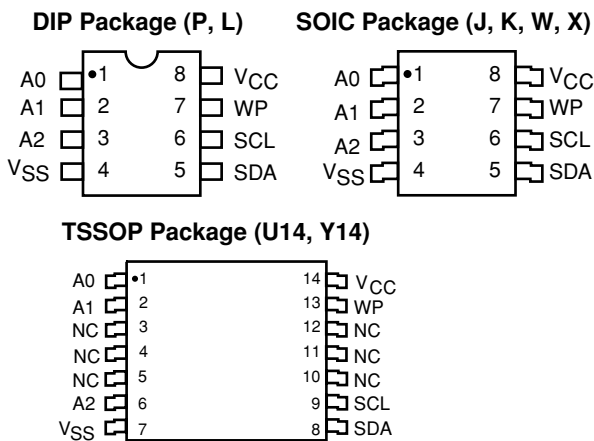 DIP Package (P, L)
A0 1 8 VCC
A1 2 7 WP
A2 3 6 SCL
VSS 4 5 SDA
SOIC Package (J, K, W, X)
A0 1 8 VCC
A1 2 7 WP
A2 3 6 SCL
VSS 4 5 SDA
TSSOP Package (U14, Y14)
A0 1 14 VCC
A1 2 13 WP
NC 3 12 NC
NC 4 11 NC
NC 5 10 NC
A2 6 9 SCL
VSS 7 8 SDA